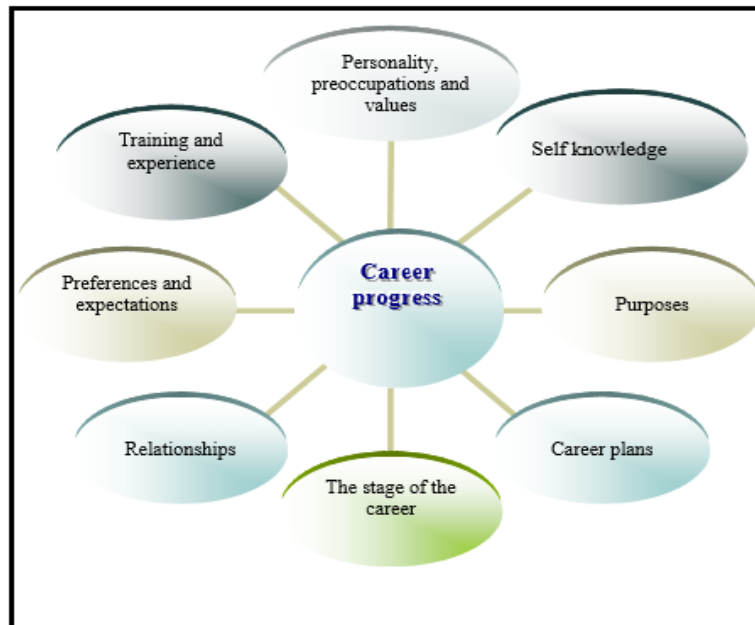 Personality,
preoccupations and
values
Training and
experience
Self knowledge
Career
progress
Preferences and
expectations
Purposes
Relationships
Career plans
The stage of the
career